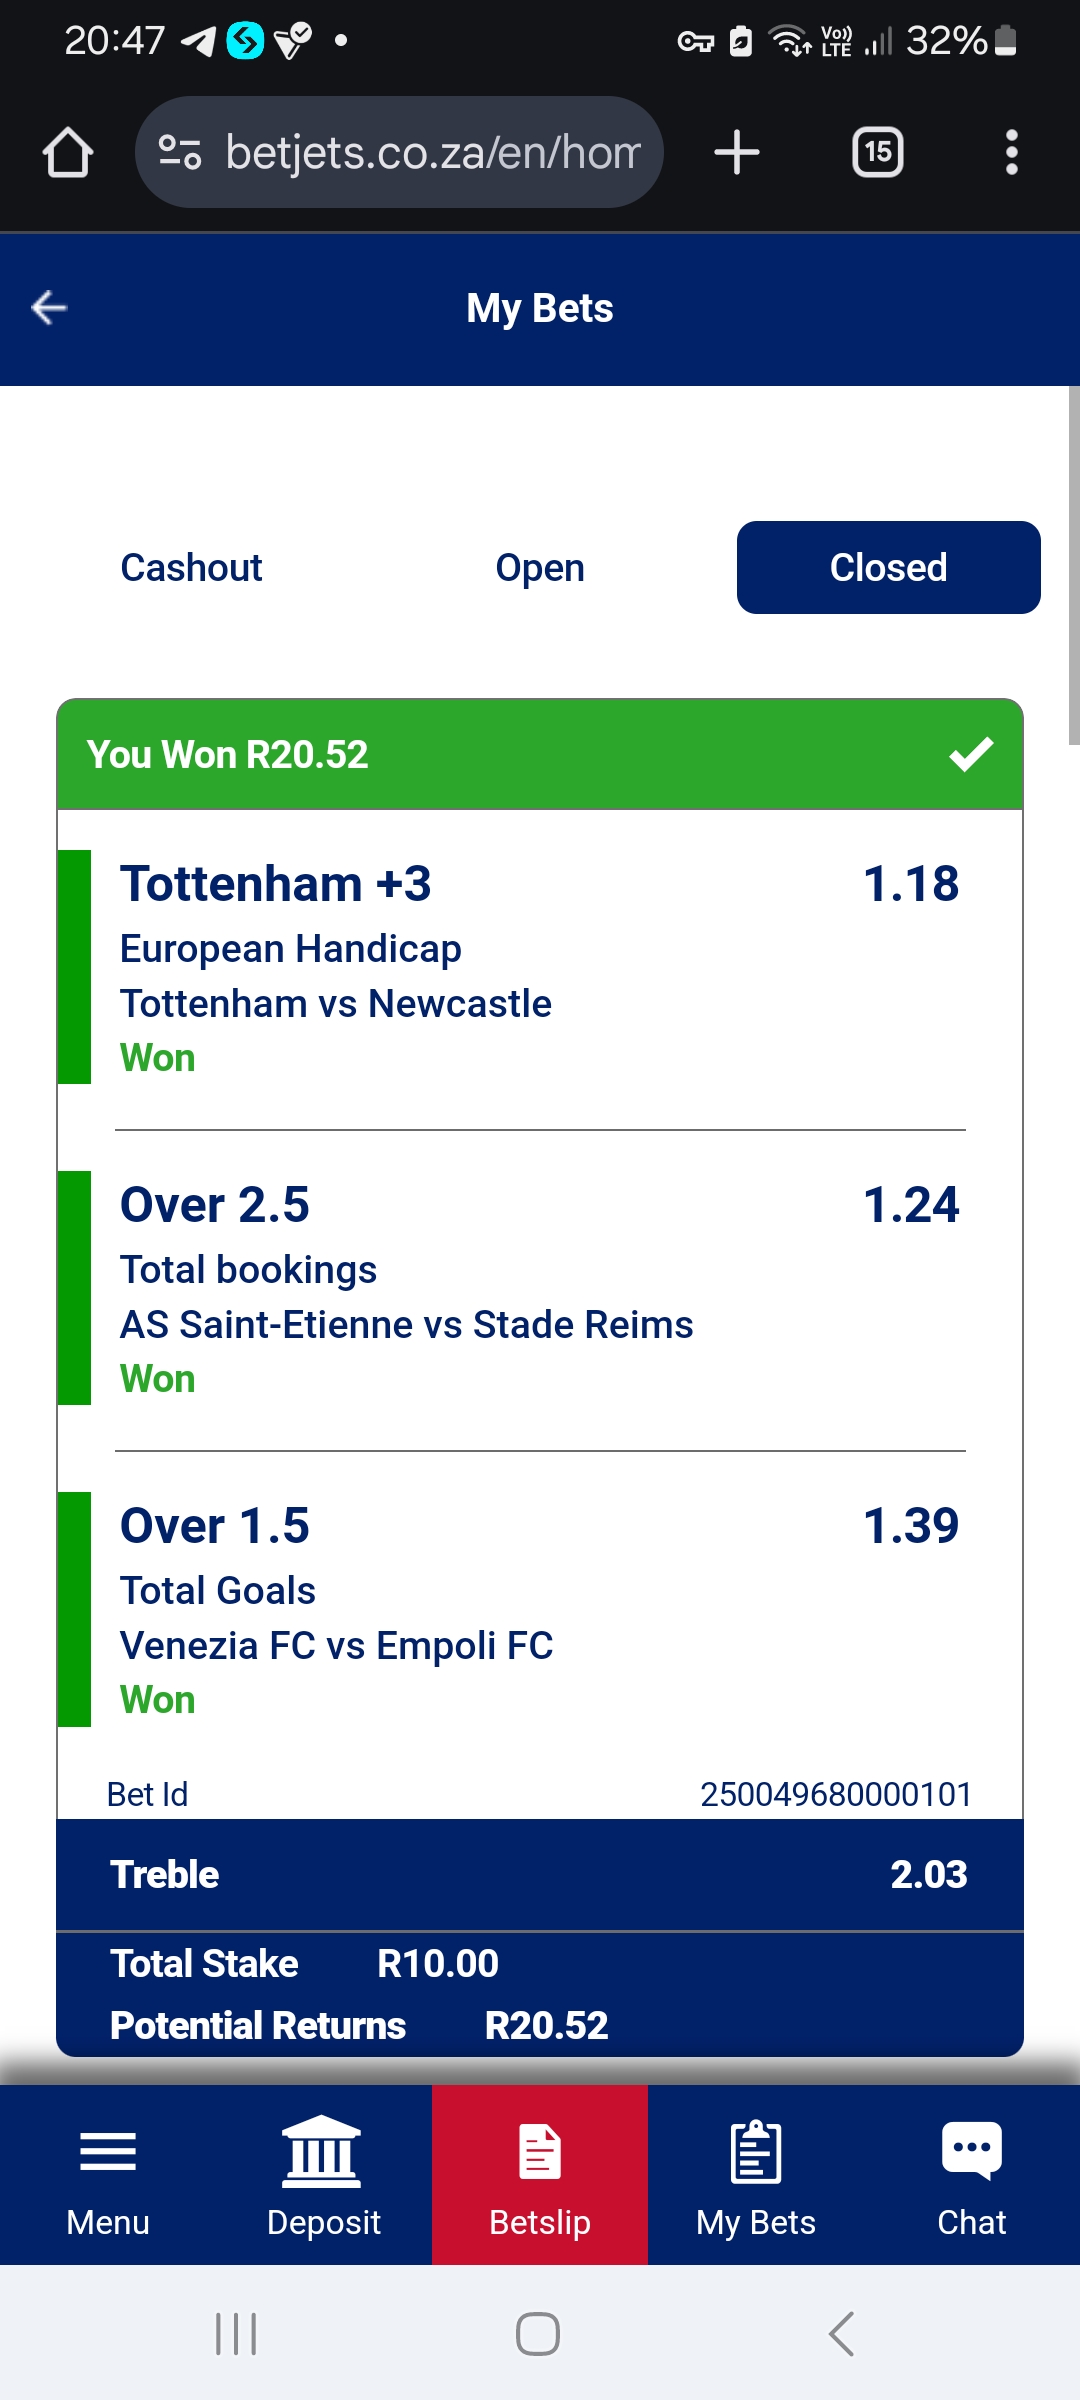 20:47
Vo)) LTE 32%
betjets.co.za/en/hom
15
My Bets
Cashout Open Closed
You Won R20.52
Tottenham +3 1.18
European Handicap
Tottenham vs Newcastle
Won
Over 2.5 1.24
Total bookings
AS Saint-Etienne vs Stade Reims
Won
Over 1.5 1.39
Total Goals
Venezia FC vs Empoli FC
Won
Bet Id 250049680000101
Treble 2.03
Total Stake R10.00
Potential Returns R20.52
Menu Deposit Betslip My Bets Chat